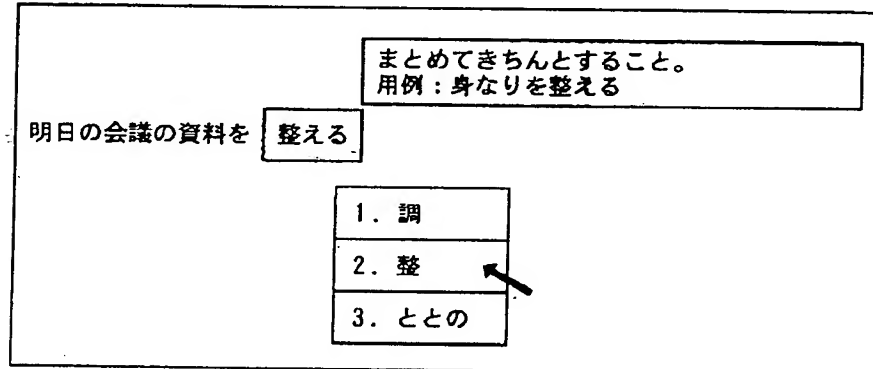 まとめてきちんとすること。
用例：身なりを整える
明日の会議の資料を 整える
1. 調
2. 整
3. ととの